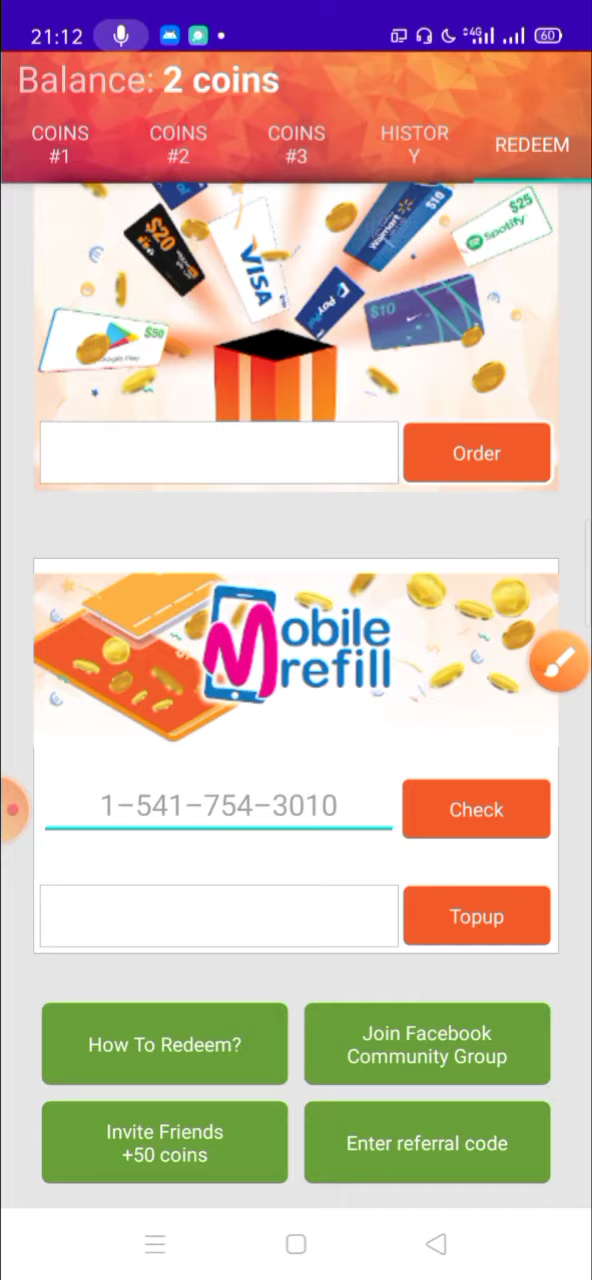 21:12
4G
60
Balance: 2 coins
COINS
#1
COINS
#2
COINS
#3
HISTOR
Y
REDEEM
$20
VISA
Walmart
$10
$25
Spotify
PayPal
$10
$50
Google Play
Order
Mobile
refill
1–541–754–3010
Check
Topup
How To Redeem?
Join Facebook
Community Group
Invite Friends
+50 coins
Enter referral code